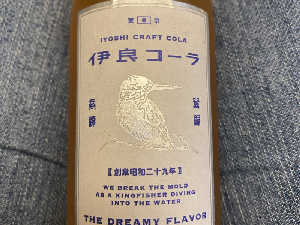 IYOSHI CRAFT COLA
伊良コーラ
【創業昭和二十九年】
WE BREAK THE MOLD
AS A KINGFISHER DIVING
INTO THE WATER
THE DREAMY FLAVOR